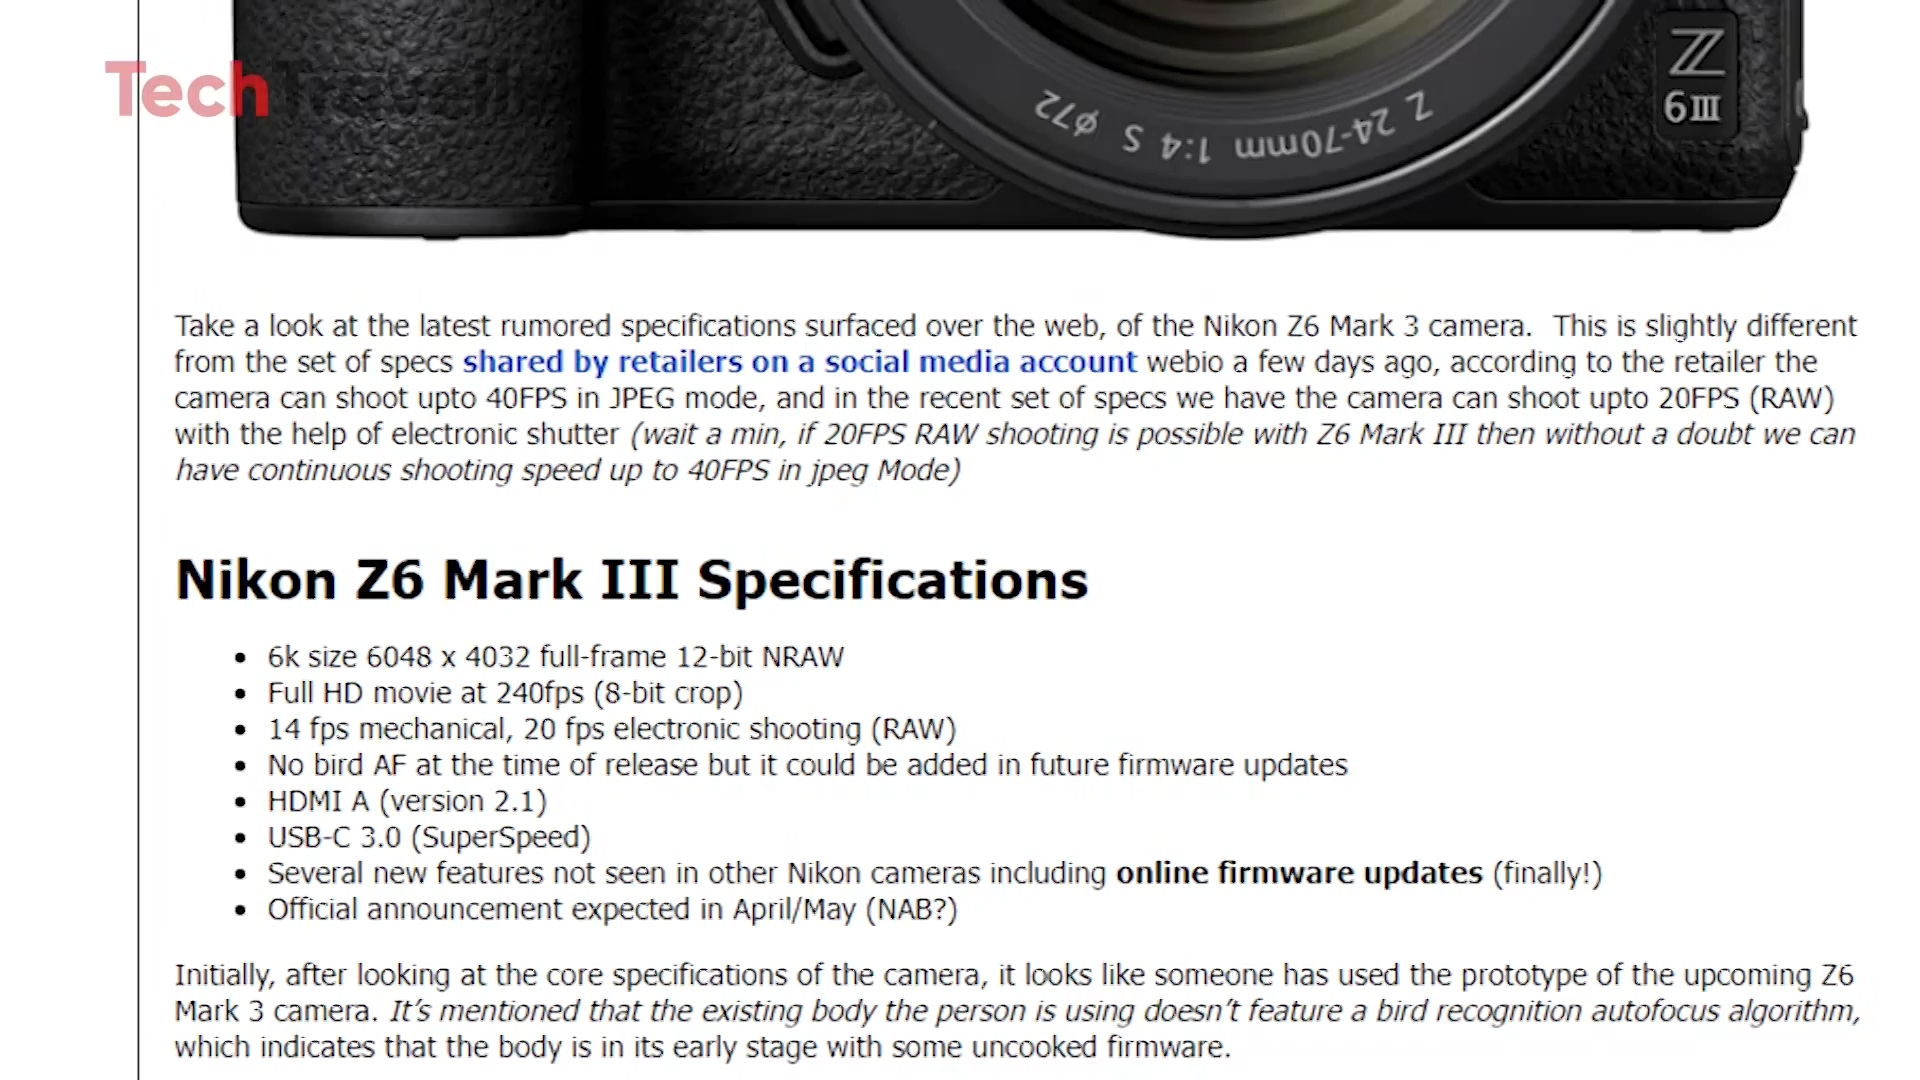 Z
6III
Tech
Z 24-70mm 1:4 S ø72
Take a look at the latest rumored specifications surfaced over the web, of the Nikon Z6 Mark 3 camera.  This is slightly different
from the set of specs shared by retailers on a social media account webio a few days ago, according to the retailer the
camera can shoot upto 40FPS in JPEG mode, and in the recent set of specs we have the camera can shoot upto 20FPS (RAW)
with the help of electronic shutter (wait a min, if 20FPS RAW shooting is possible with Z6 Mark III then without a doubt we can
have continuous shooting speed up to 40FPS in jpeg Mode)
Nikon Z6 Mark III Specifications
• 6k size 6048 x 4032 full-frame 12-bit NRAW
• Full HD movie at 240fps (8-bit crop)
• 14 fps mechanical, 20 fps electronic shooting (RAW)
• No bird AF at the time of release but it could be added in future firmware updates
• HDMI A (version 2.1)
• USB-C 3.0 (SuperSpeed)
• Several new features not seen in other Nikon cameras including online firmware updates (finally!)
• Official announcement expected in April/May (NAB?)
Initially, after looking at the core specifications of the camera, it looks like someone has used the prototype of the upcoming Z6
Mark 3 camera. It’s mentioned that the existing body the person is using doesn’t feature a bird recognition autofocus algorithm,
which indicates that the body is in its early stage with some uncooked firmware.